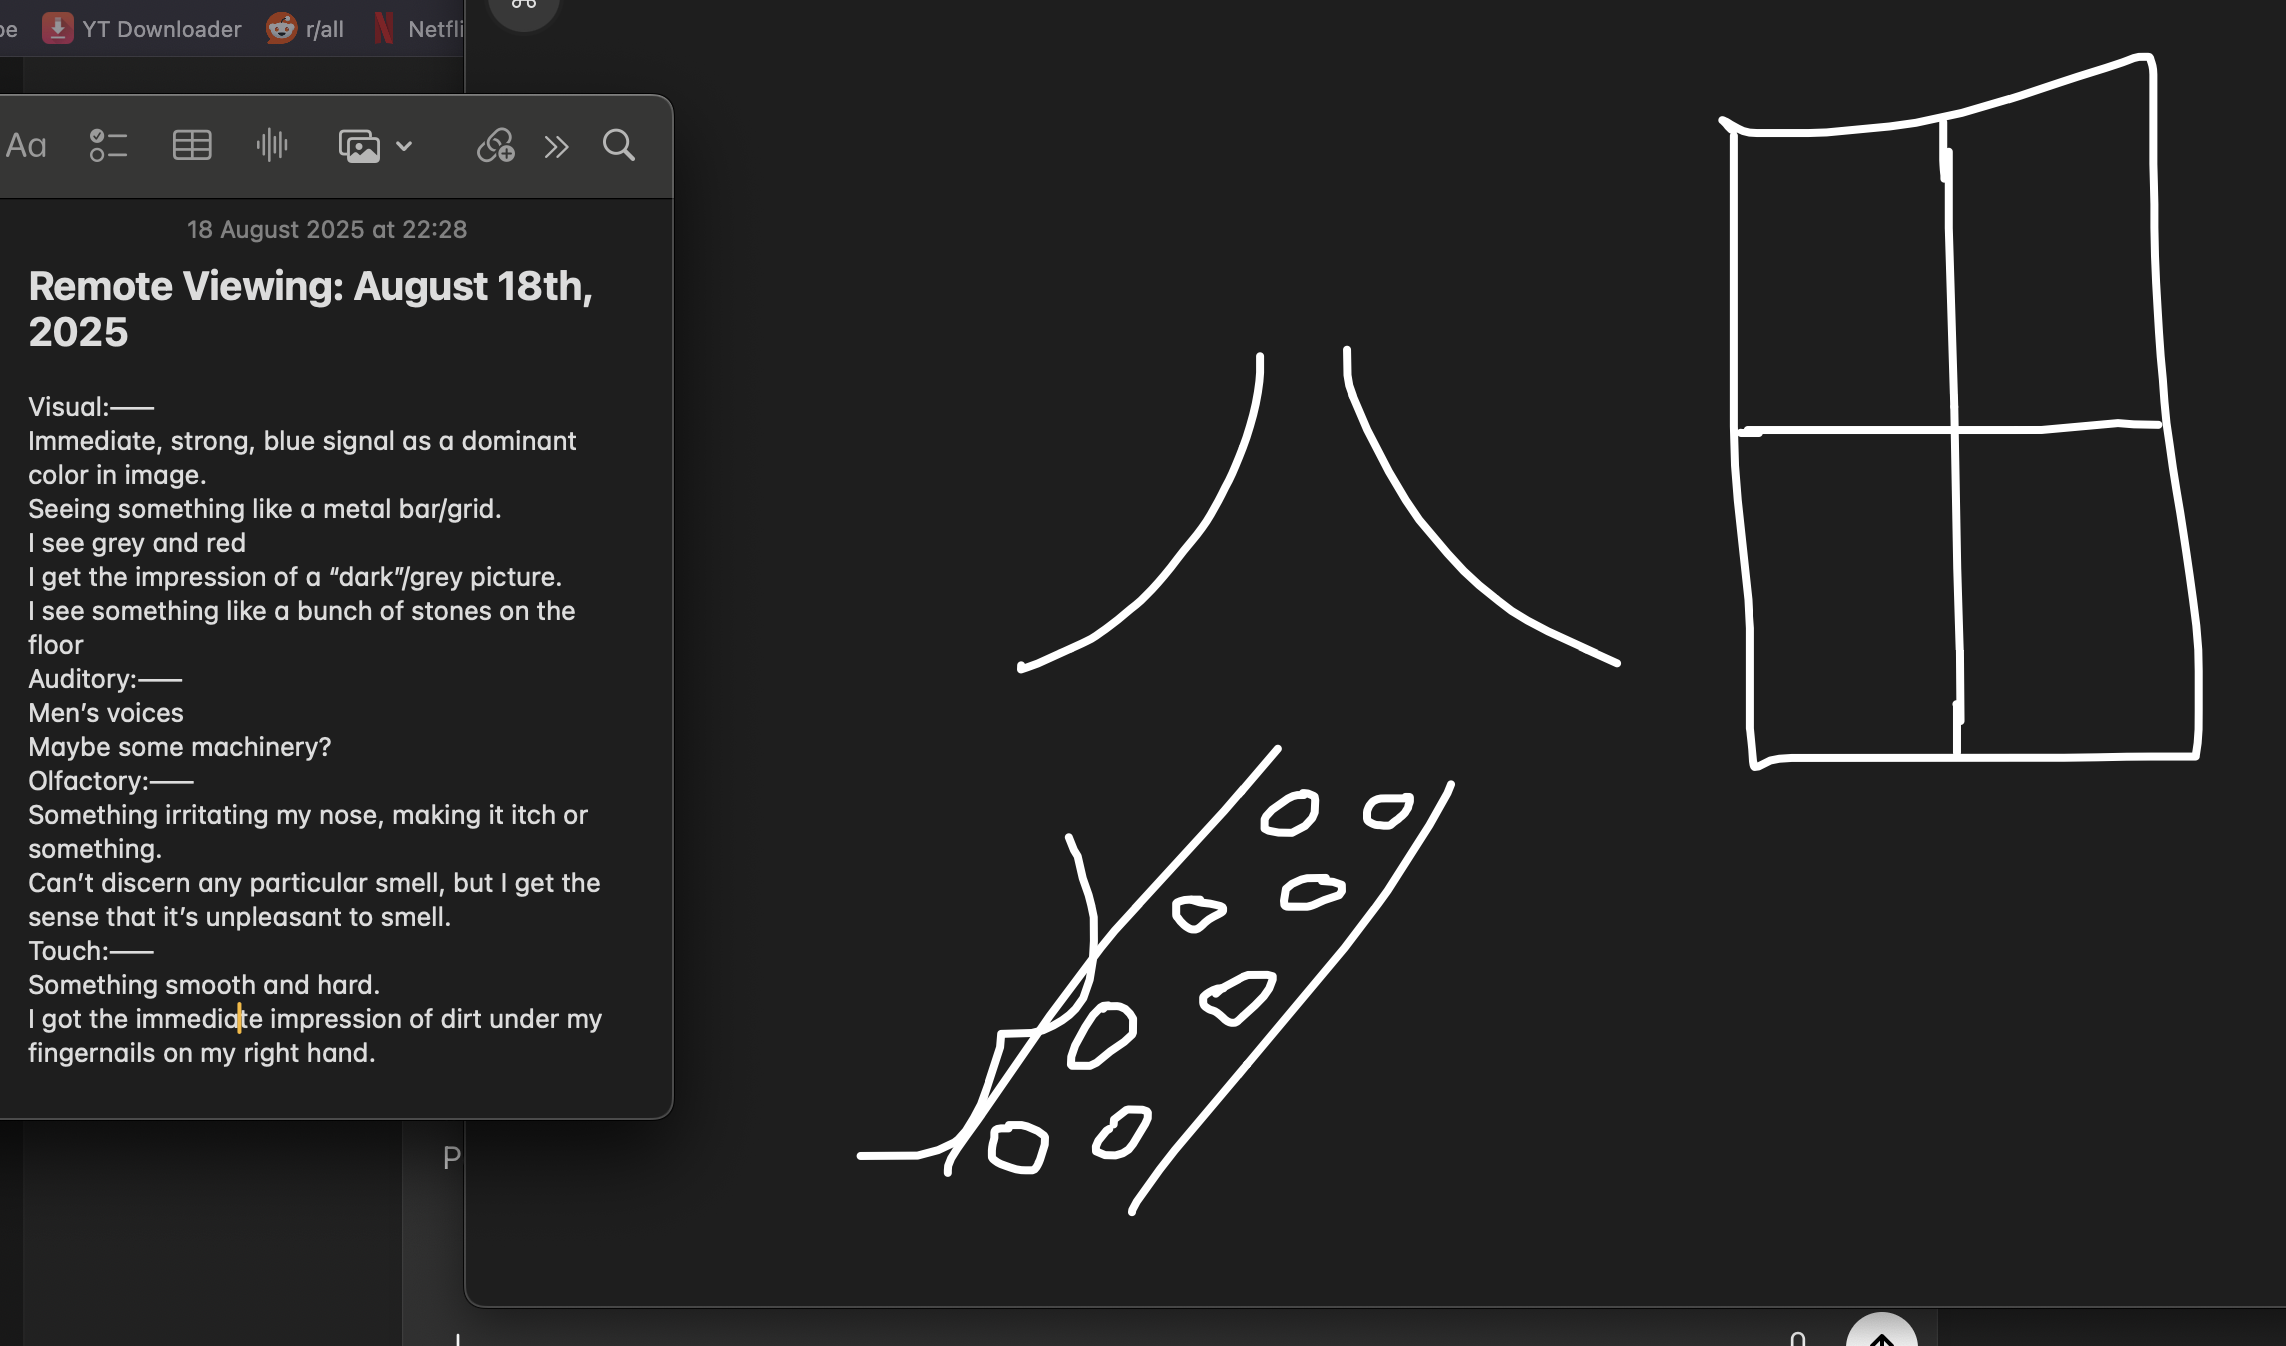 YT Downloader
r/all
Aa
18 August 2025 at 22:28
Remote Viewing: August 18th,
2025
Visual:——
Immediate, strong, blue signal as a dominant
color in image.
Seeing something like a metal bar/grid.
I see grey and red
I get the impression of a “dark”/grey picture.
I see something like a bunch of stones on the
floor
Auditory:——
Men’s voices
Maybe some machinery?
Olfactory:——
Something irritating my nose, making it itch or
something.
Can’t discern any particular smell, but I get the
sense that it’s unpleasant to smell.
Touch:——
Something smooth and hard.
I got the immediate impression of dirt under my
fingernails on my right hand.
P